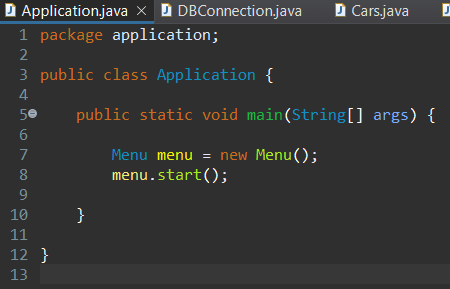 Application.java DBConnection.java Cars.java
1 package application;
2
3 public class Application {
4
5 public static void main(String[] args) {
6
7 Menu menu = new Menu();
8 menu.start();
9
10 }
11
12 }
13